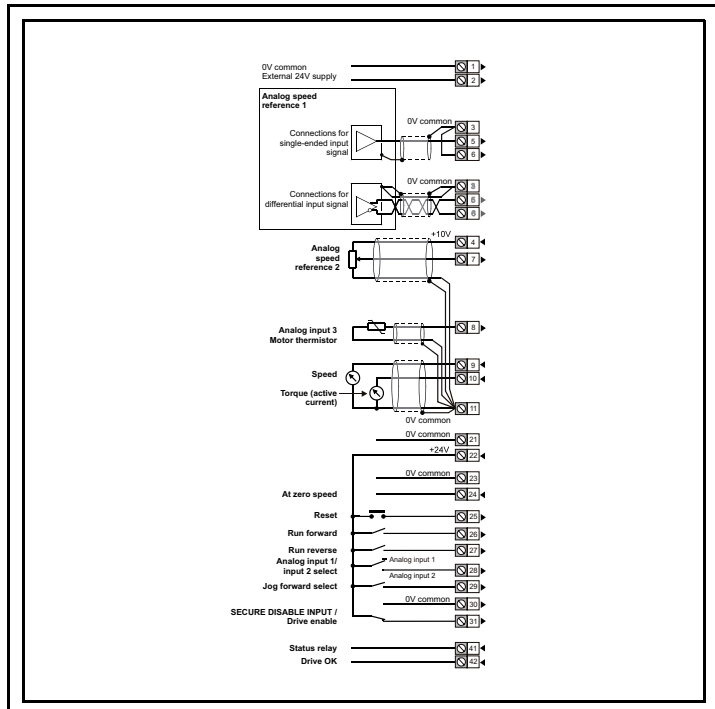 0V common 1
External 24V supply 2
Analog speed
reference 1
0V common 3
Connections for
single-ended input
signal
5
6
0V common 3
Connections for
differential input signal
5
6
+10V 4
Analog
speed
reference 2
7
Analog input 3
Motor thermistor
8
Speed 9
10
Torque (active
current)
11
0V common
0V common 21
+24V 22
0V common 23
At zero speed 24
Reset 25
Run forward 26
Run reverse 27
Analog input 1/
input 2 select
Analog input 1
28
Analog input 2
Jog forward select 29
0V common 30
SECURE DISABLE INPUT /
Drive enable
31
Status relay 41
Drive OK 42